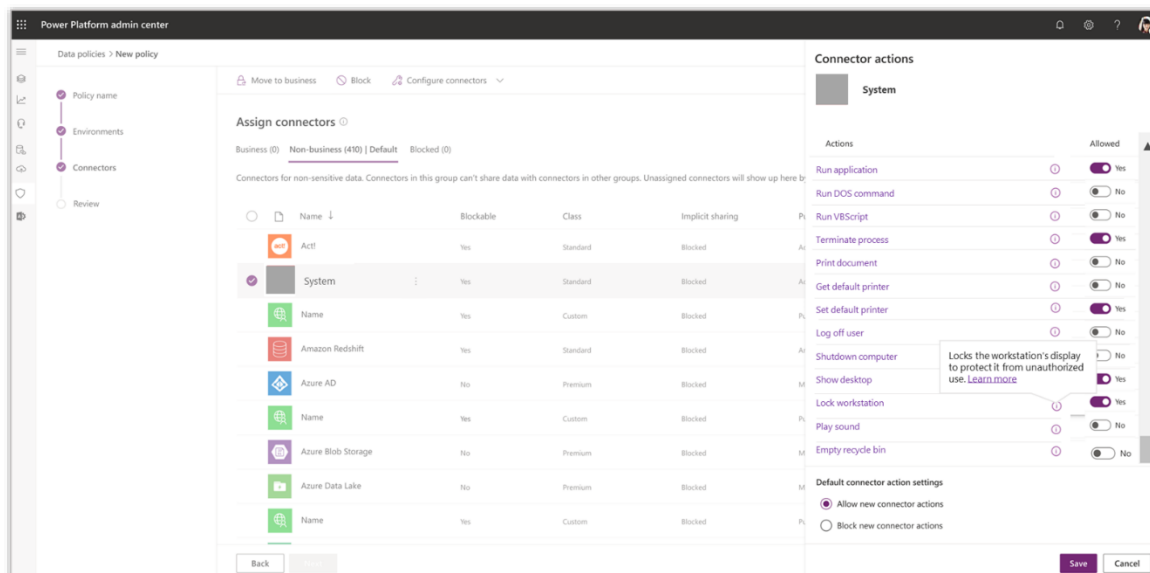 Power Platform admin center
Data policies > New policy
Policy name
Environments
Connectors
Review
Move to business Block Configure connectors
Assign connectors
Business (0) Non-business (410) | Default Blocked (0)
Connectors for non-sensitive data. Connectors in this group can't share data with connectors in other groups. Unassigned connectors will show up here by
Name Blockable Class Implicit sharing
act! Act! Yes Standard Blocked
System Yes Standard Blocked
Name Yes Custom Blocked
Amazon Redshift Yes Standard Blocked
Azure AD No Premium Blocked
Name Yes Custom Blocked
Azure Blob Storage No Premium Blocked
Azure Data Lake No Premium Blocked
Name Yes Custom Blocked
Back Next
Connector actions
System
Actions Allowed
Run application Yes
Run DOS command No
Run VBScript No
Terminate process Yes
Print document No
Get default printer No
Set default printer Yes
Log off user No
Shutdown computer No
Show desktop Yes
Lock workstation Yes
Play sound No
Empty recycle bin No
Locks the workstation's display
to protect it from unauthorized
use. Learn more
Default connector action settings
Allow new connector actions
Block new connector actions
Save Cancel